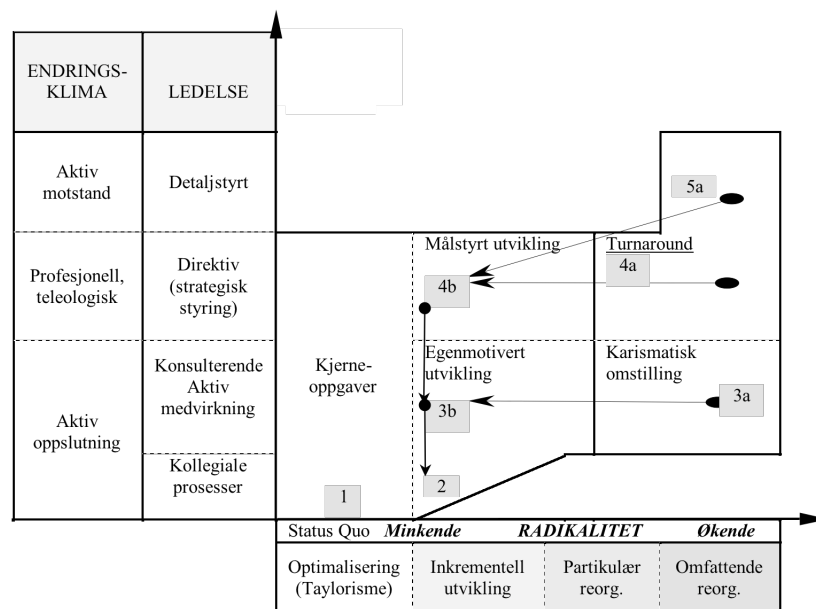 ENDRINGS-
KLIMA
LEDELSE
Aktiv
motstand
Detaljstyrt
5a
Profesjonell,
teleologisk
Direktiv
(strategisk
styring)
Målstyrt utvikling
4b
Turnaround
4a
Aktiv
oppslutning
Konsulterende
Aktiv
medvirkning
Kollegiale
prosesser
Kjerne-
oppgaver
1
Egenmotivert
utvikling
3b
2
Karismatisk
omstilling
3a
Status Quo Minkende RADIKALITET Økende
Optimalisering
(Taylorisme)
Inkrementell
utvikling
Partikulær
reorg.
Omfattende
reorg.